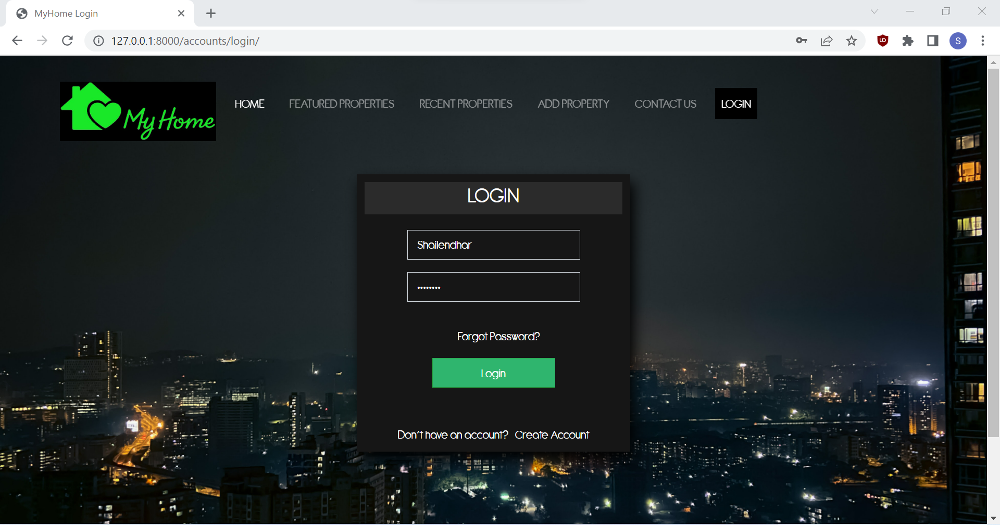 MyHome Login
127.0.0.1:8000/accounts/login/
S
My Home
HOME FEATURED PROPERTIES RECENT PROPERTIES ADD PROPERTY CONTACT US LOGIN
LOGIN
Shailendhar
••••••••
Forgot Password?
Login
Don't have an account? Create Account